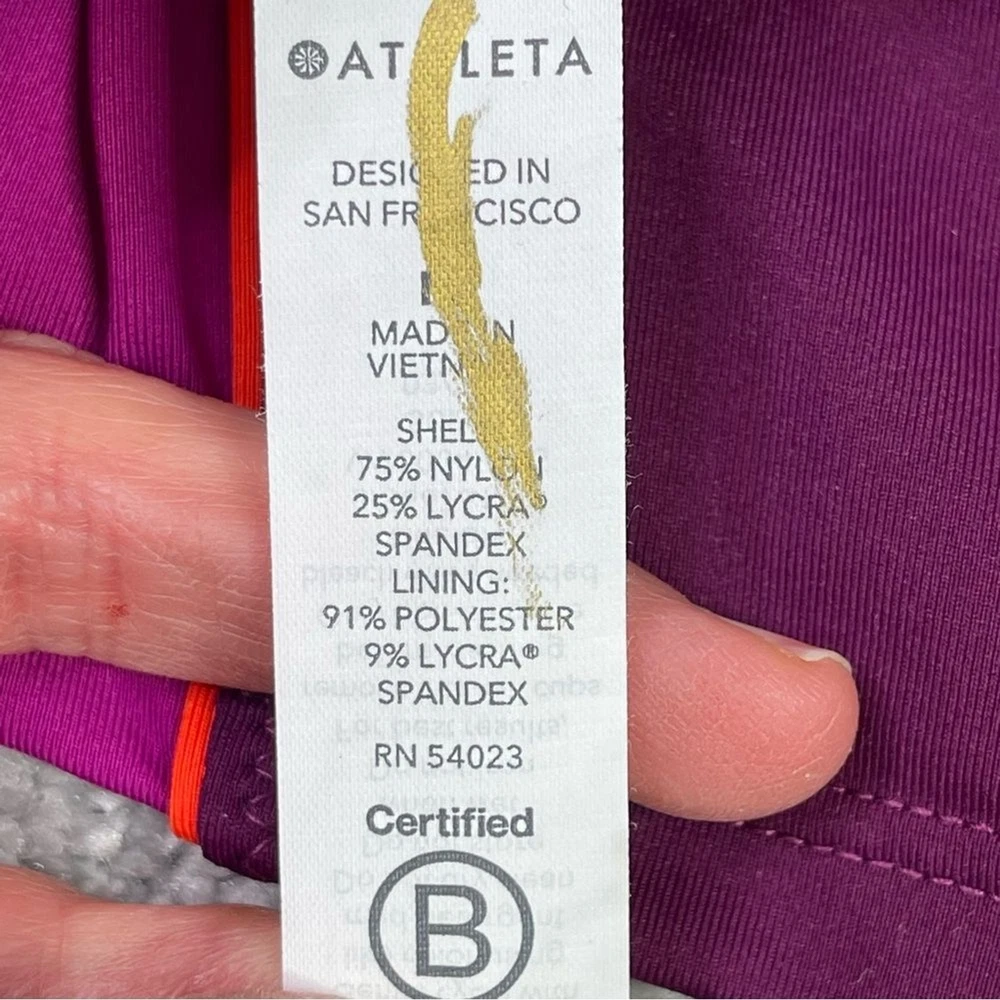 ATHLETA
DESIGNED IN
SAN FRANCISCO
MADE IN
VIETNAM
SHELL:
75% NYLON
25% LYCRA®
SPANDEX
LINING:
91% POLYESTER
9% LYCRA®
SPANDEX
RN 54023
Certified
B